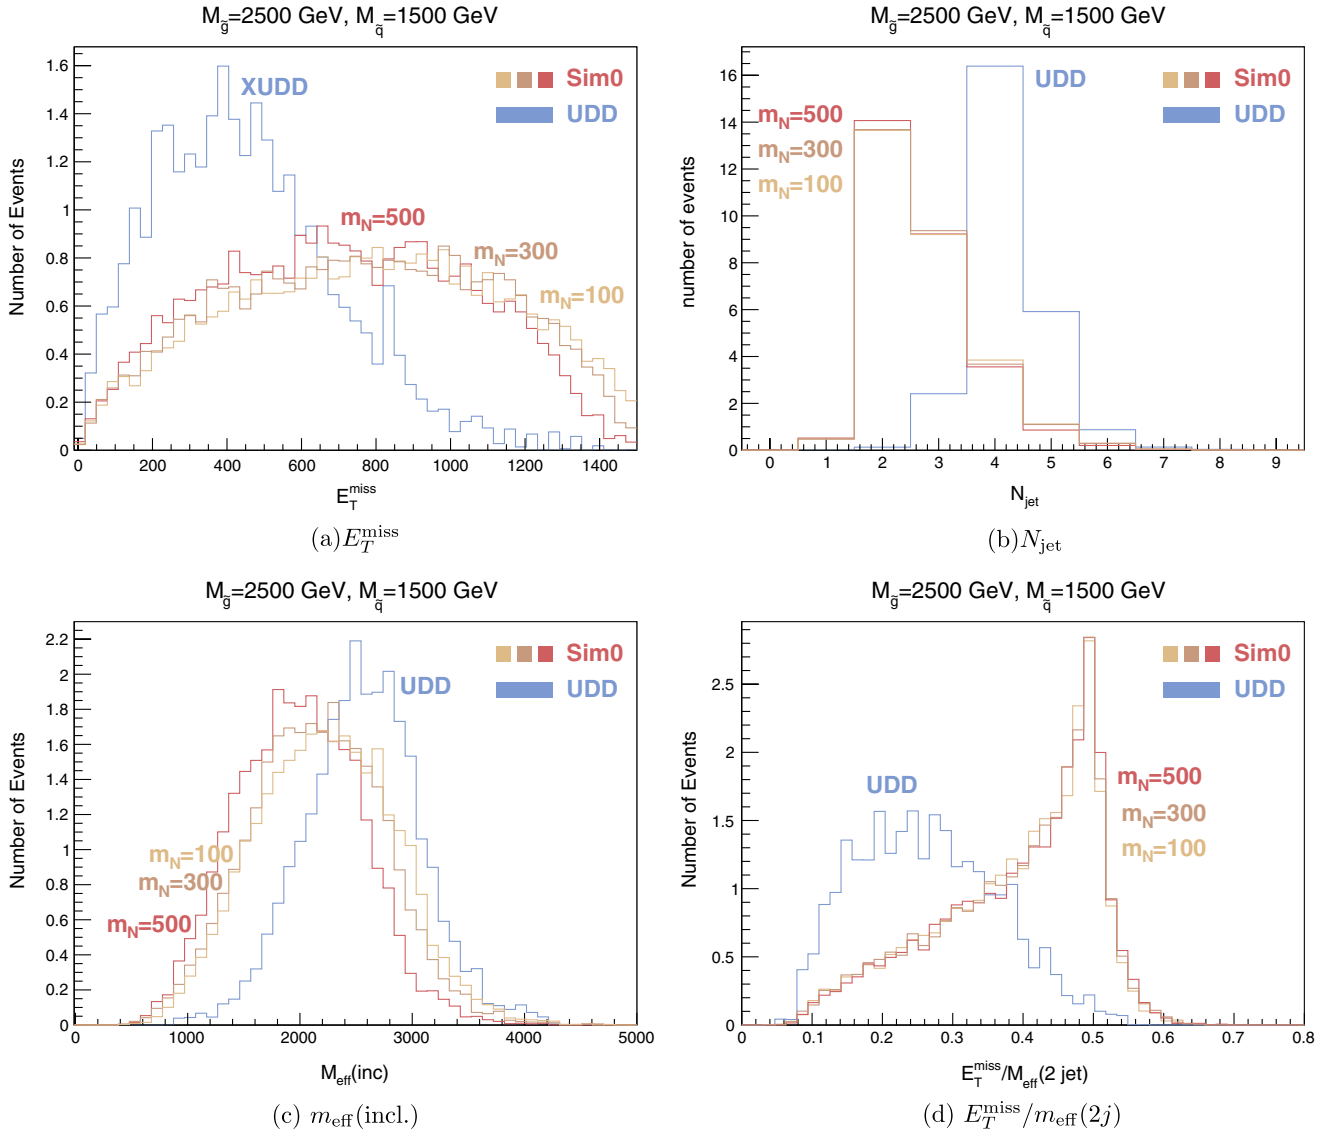 M_g̃=2500 GeV, M_q̃=1500 GeV
Number of Events
1.6
1.4
1.2
1
0.8
0.6
0.4
0.2
0
XUDD
Sim0
UDD
m_N=500
m_N=300
m_N=100
0 200 400 600 800 1000 1200 1400
E_T^miss
(a)E_T^miss
M_g̃=2500 GeV, M_q̃=1500 GeV
number of events
16
14
12
10
8
6
4
2
0
UDD
Sim0
UDD
m_N=500
m_N=300
m_N=100
0 1 2 3 4 5 6 7 8 9
N_jet
(b)N_jet
M_g̃=2500 GeV, M_q̃=1500 GeV
Number of Events
2.2
2
1.8
1.6
1.4
1.2
1
0.8
0.6
0.4
0.2
0
Sim0
UDD
UDD
m_N=100
m_N=300
m_N=500
0 1000 2000 3000 4000 5000
M_eff(inc)
(c) m_eff(incl.)
M_g̃=2500 GeV, M_q̃=1500 GeV
Number of Events
2.5
2
1.5
1
0.5
0
Sim0
UDD
UDD
m_N=500
m_N=300
m_N=100
0 0.1 0.2 0.3 0.4 0.5 0.6 0.7 0.8
E_T^miss/M_eff(2 jet)
(d) E_T^miss/m_eff(2j)